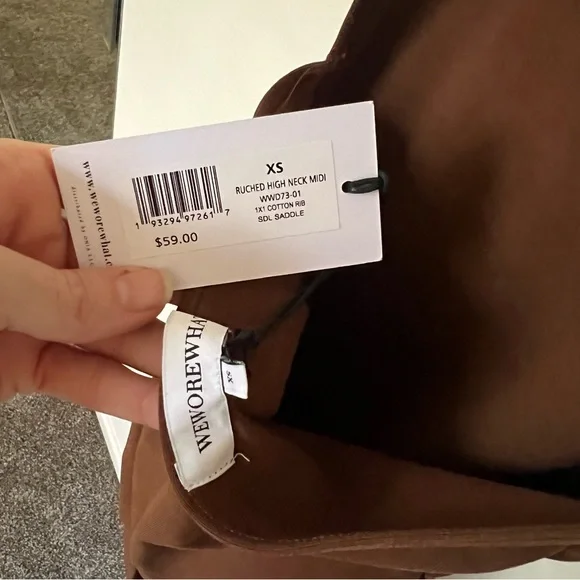 XS
RUCHED HIGH NECK MIDI
WWD73-01
1X1 COTTON RIB
SDL SADDLE
1 93294 97261 7
$59.00
www.weworewhat.c
WEWOREWHAT
XS